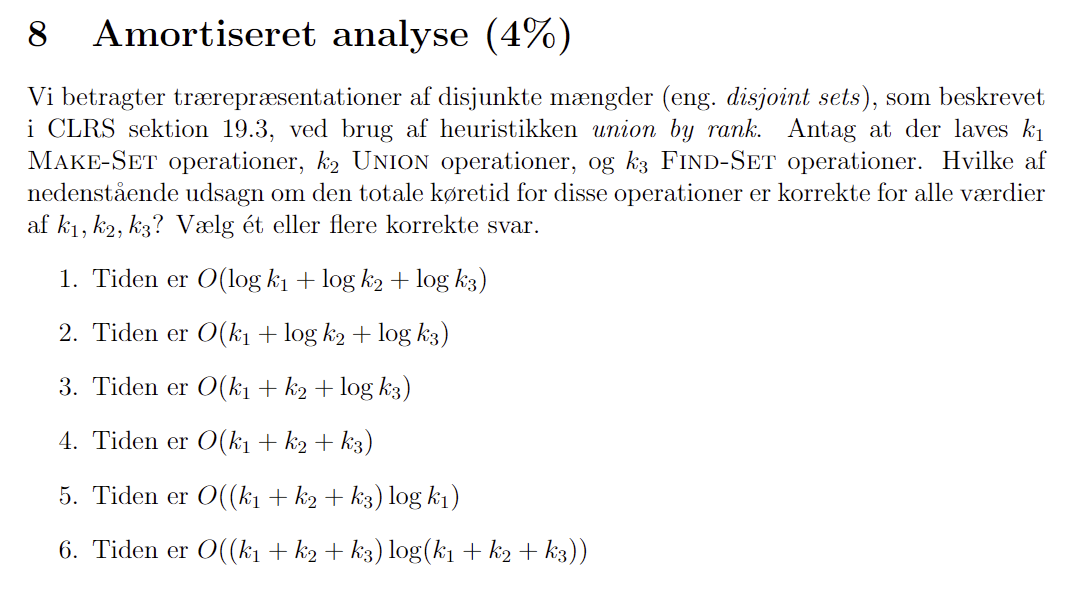 8 Amortiseret analyse (4%)
Vi betragter trærepræsentationer af disjunkte mængder (eng. disjoint sets), som beskrevet
i CLRS sektion 19.3, ved brug af heuristikken union by rank. Antag at der laves k₁
MAKE-SET operationer, k₂ UNION operationer, og k₃ FIND-SET operationer. Hvilke af
nedenstående udsagn om den totale køretid for disse operationer er korrekte for alle værdier
af k₁, k₂, k₃? Vælg ét eller flere korrekte svar.
1. Tiden er O(log k₁ + log k₂ + log k₃)
2. Tiden er O(k₁ + log k₂ + log k₃)
3. Tiden er O(k₁ + k₂ + log k₃)
4. Tiden er O(k₁ + k₂ + k₃)
5. Tiden er O((k₁ + k₂ + k₃) log k₁)
6. Tiden er O((k₁ + k₂ + k₃) log(k₁ + k₂ + k₃))